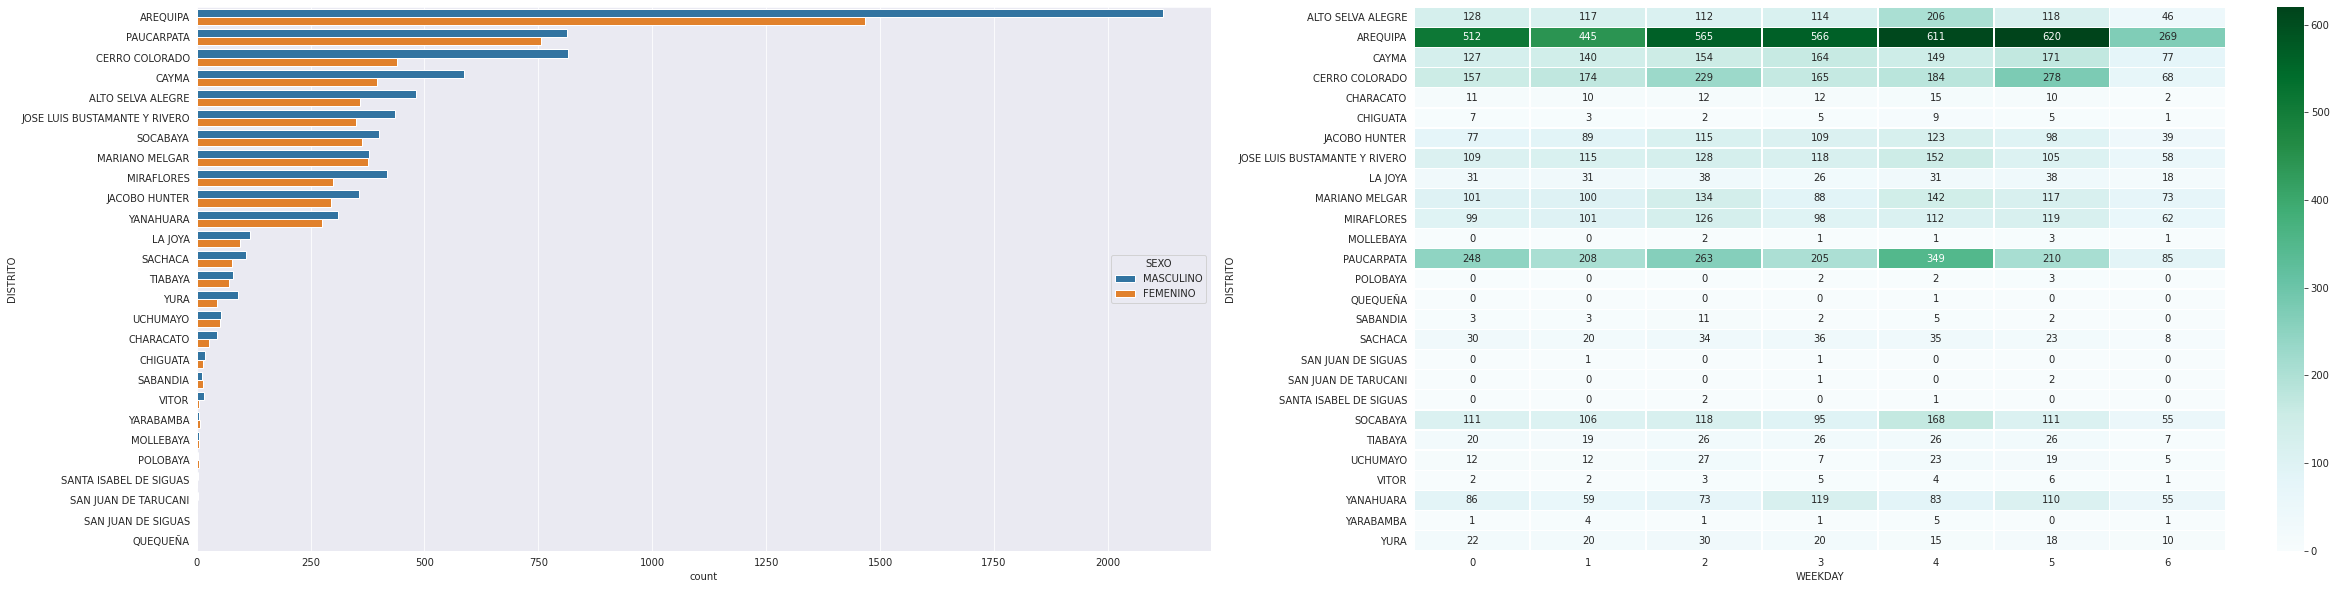 AREQUIPA
PAUCARPATA
CERRO COLORADO
CAYMA
ALTO SELVA ALEGRE
JOSE LUIS BUSTAMANTE Y RIVERO
SOCABAYA
MARIANO MELGAR
MIRAFLORES
JACOBO HUNTER
YANAHUARA
LA JOYA
SACHACA
TIABAYA
YURA
UCHUMAYO
CHARACATO
CHIGUATA
SABANDIA
VITOR
YARABAMBA
MOLLEBAYA
POLOBAYA
SANTA ISABEL DE SIGUAS
SAN JUAN DE TARUCANI
SAN JUAN DE SIGUAS
QUEQUEÑA
DISTRITO
0 250 500 750 1000 1250 1500 1750 2000
count
SEXO
MASCULINO
FEMENINO
DISTRITO
ALTO SELVA ALEGRE 128 117 112 114 206 118 46
AREQUIPA 512 445 565 566 611 620 269
CAYMA 127 140 154 164 149 171 77
CERRO COLORADO 157 174 229 165 184 278 68
CHARACATO 11 10 12 12 15 10 2
CHIGUATA 7 3 2 5 9 5 1
JACOBO HUNTER 77 89 115 109 123 98 39
JOSE LUIS BUSTAMANTE Y RIVERO 109 115 128 118 152 105 58
LA JOYA 31 31 38 26 31 38 18
MARIANO MELGAR 101 100 134 88 142 117 73
MIRAFLORES 99 101 126 98 112 119 62
MOLLEBAYA 0 0 2 1 1 3 1
PAUCARPATA 248 208 263 205 349 210 85
POLOBAYA 0 0 0 2 2 3 0
QUEQUEÑA 0 0 0 0 1 0 0
SABANDIA 3 3 11 2 5 2 0
SACHACA 30 20 34 36 35 23 8
SAN JUAN DE SIGUAS 0 1 0 1 0 0 0
SAN JUAN DE TARUCANI 0 0 0 1 0 2 0
SANTA ISABEL DE SIGUAS 0 0 2 0 1 0 0
SOCABAYA 111 106 118 95 168 111 55
TIABAYA 20 19 26 26 26 26 7
UCHUMAYO 12 12 27 7 23 19 5
VITOR 2 2 3 5 4 6 1
YANAHUARA 86 59 73 119 83 110 55
YARABAMBA 1 4 1 1 5 0 1
YURA 22 20 30 20 15 18 10
0 1 2 3 4 5 6
WEEKDAY
600
500
400
300
200
100
0